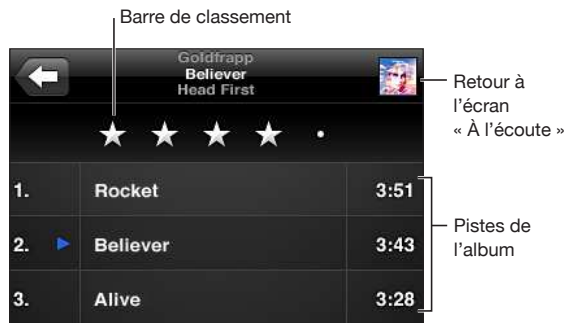 Barre de classement
Goldfrapp
Believer
Head First
Retour à
l'écran
« À l'écoute »
1. Rocket 3:51
2. Believer 3:43
3. Alive 3:28
Pistes de
l'album